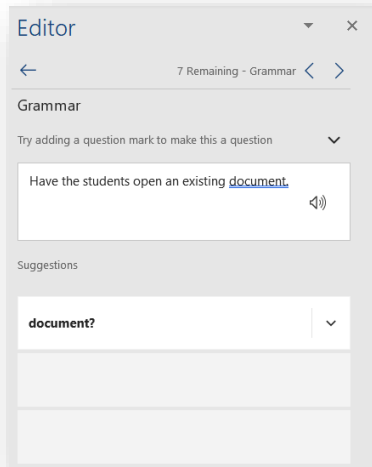 Editor
7 Remaining - Grammar
Grammar
Try adding a question mark to make this a question
Have the students open an existing document.
Suggestions
document?